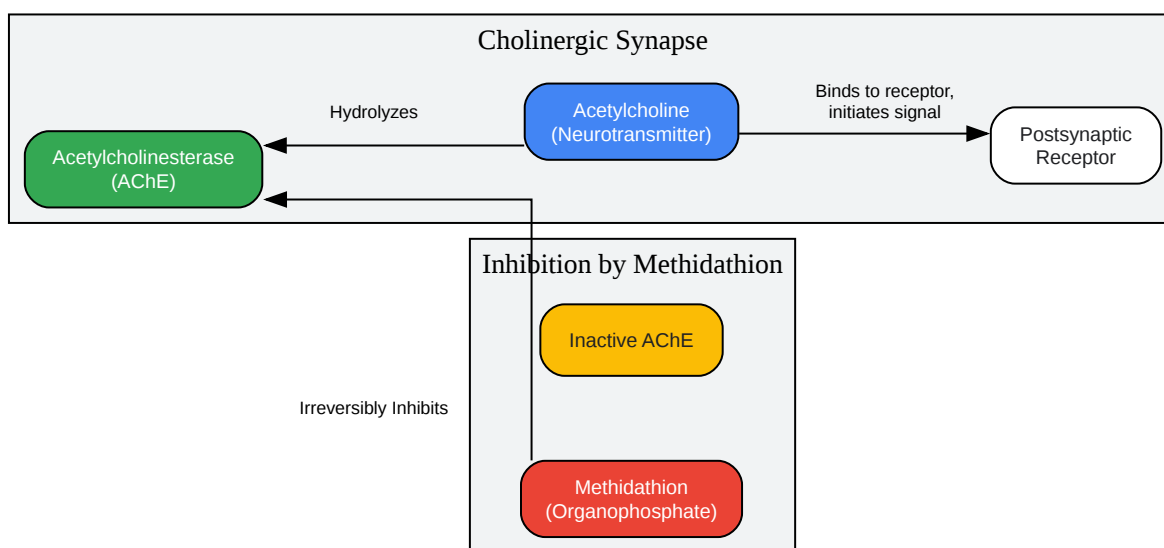 Cholinergic Synapse
Hydrolyzes
Acetylcholine
(Neurotransmitter)
Binds to receptor,
initiates signal
Acetylcholinesterase
(AChE)
Postsynaptic
Receptor
Inhibition by Methidathion
Inactive AChE
Irreversibly Inhibits
Methidathion
(Organophosphate)